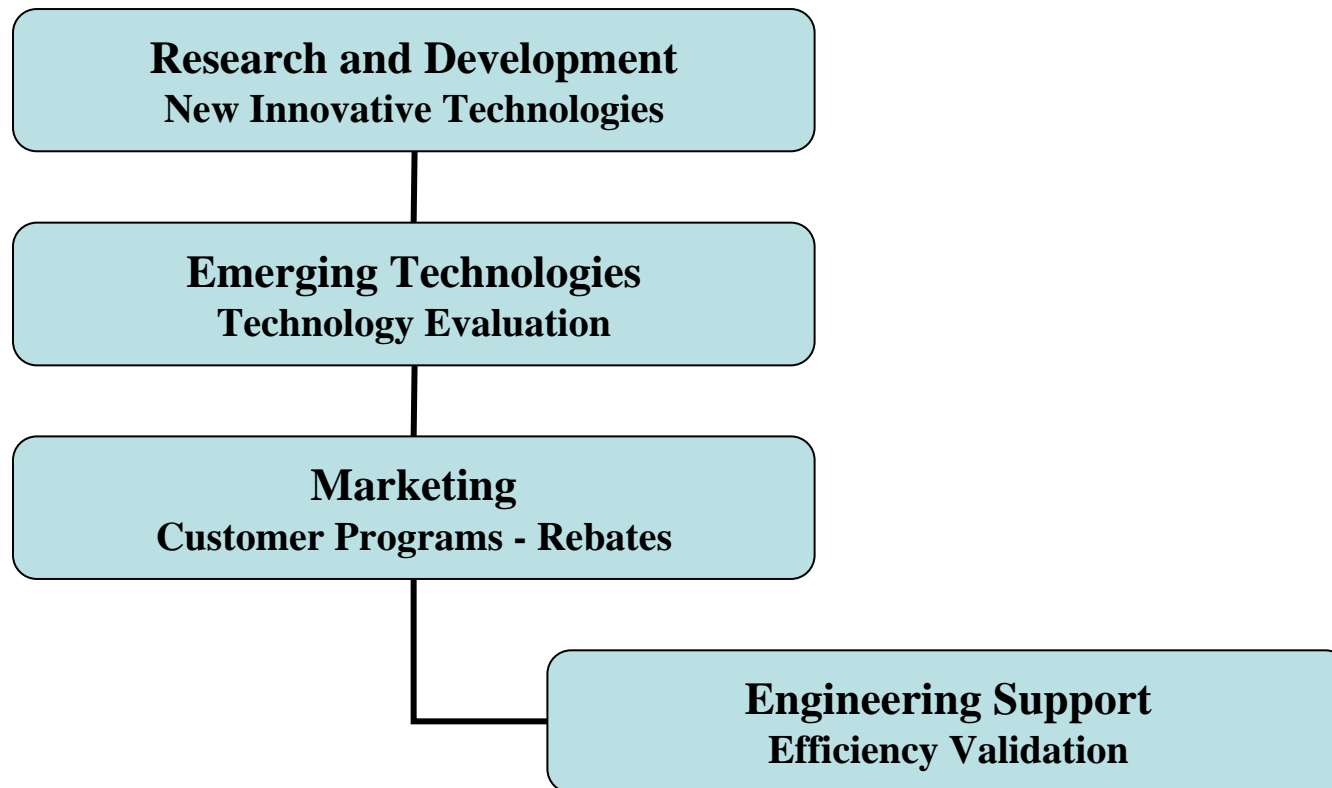 Research and Development
New Innovative Technologies
Emerging Technologies
Technology Evaluation
Marketing
Customer Programs - Rebates
Engineering Support
Efficiency Validation